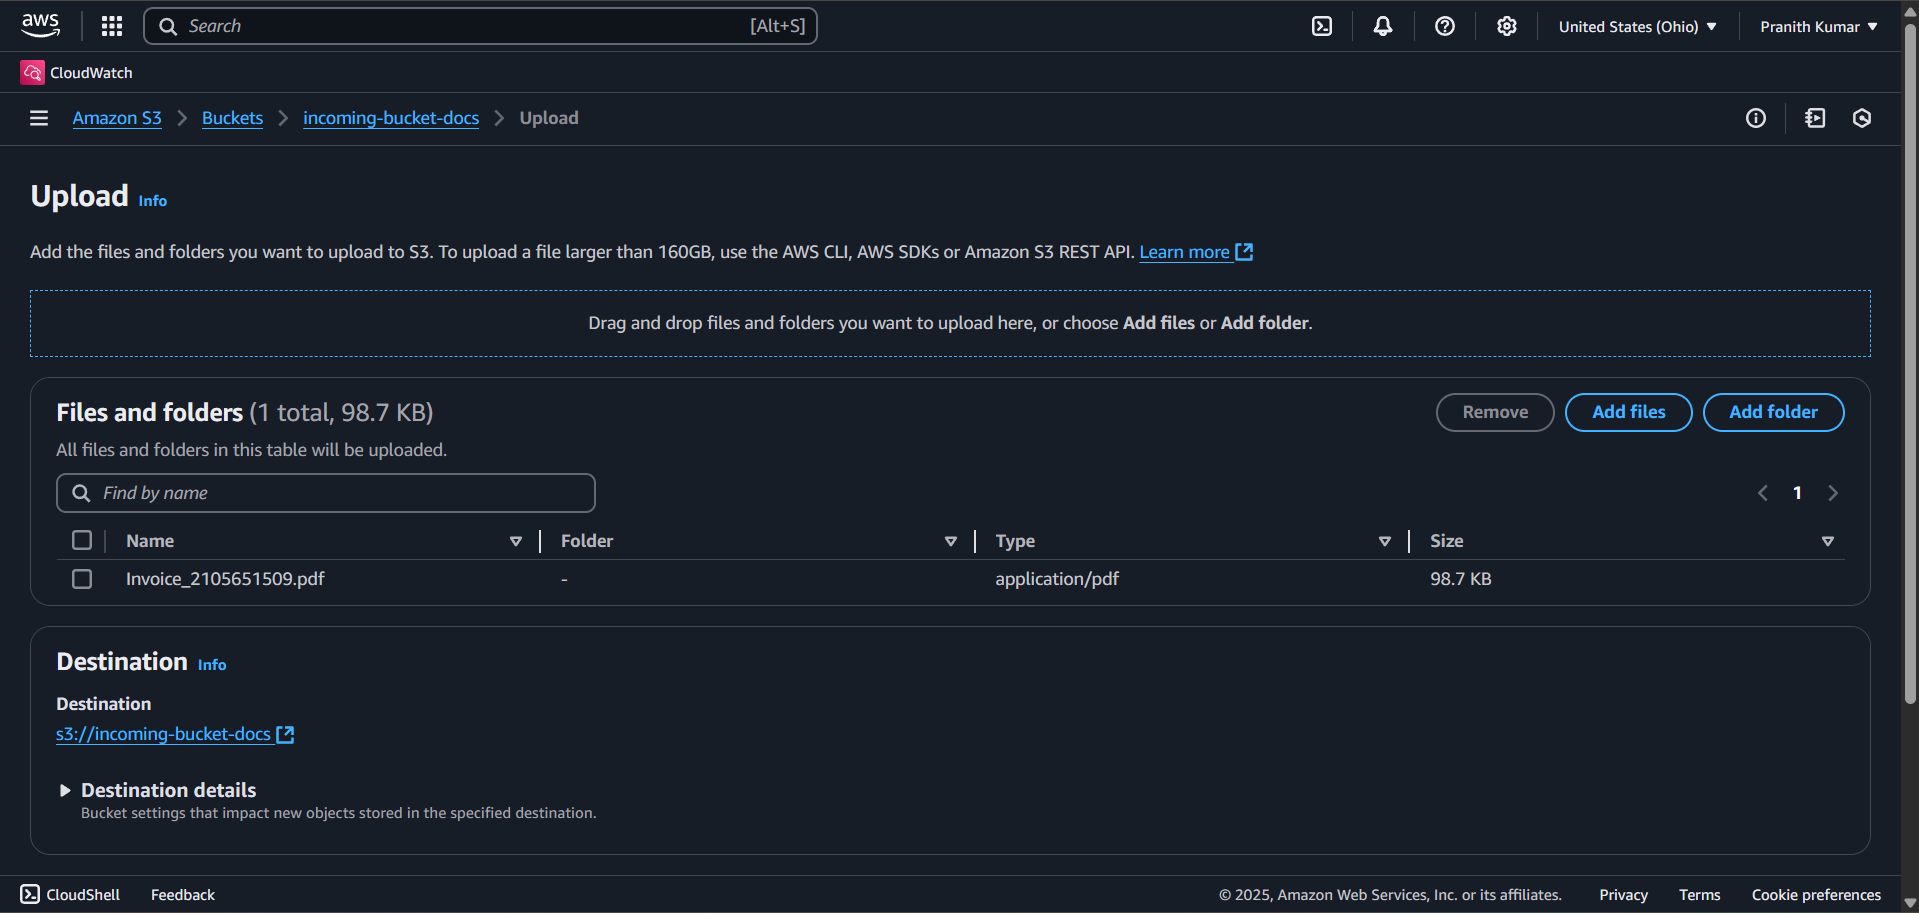 aws Search [Alt+S] United States (Ohio) Pranith Kumar
CloudWatch
Amazon S3 Buckets incoming-bucket-docs Upload
Upload Info
Add the files and folders you want to upload to S3. To upload a file larger than 160GB, use the AWS CLI, AWS SDKs or Amazon S3 REST API. Learn more
Drag and drop files and folders you want to upload here, or choose Add files or Add folder.
Files and folders (1 total, 98.7 KB) Remove Add files Add folder
All files and folders in this table will be uploaded.
Find by name 1
Name Folder Type Size
Invoice_2105651509.pdf - application/pdf 98.7 KB
Destination Info
Destination
s3://incoming-bucket-docs
Destination details
Bucket settings that impact new objects stored in the specified destination.
CloudShell Feedback © 2025, Amazon Web Services, Inc. or its affiliates. Privacy Terms Cookie preferences